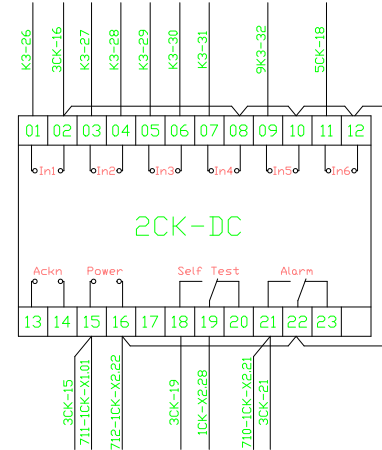 K3-26 3CK-16 K3-27 K3-28 K3-29 K3-30 K3-31 9K3-32 5CK-18
01 02 03 04 05 06 07 08 09 10 11 12
In1 In2 In3 In4 In5 In6
2CK-DC
Ackn Power Self Test Alarm
13 14 15 16 17 18 19 20 21 22 23
3CK-15 711-1CK-X1.01 712-1CK-X2.22 3CK-19 1CK-X2.28 710-1CK-X2.21 3CK-21